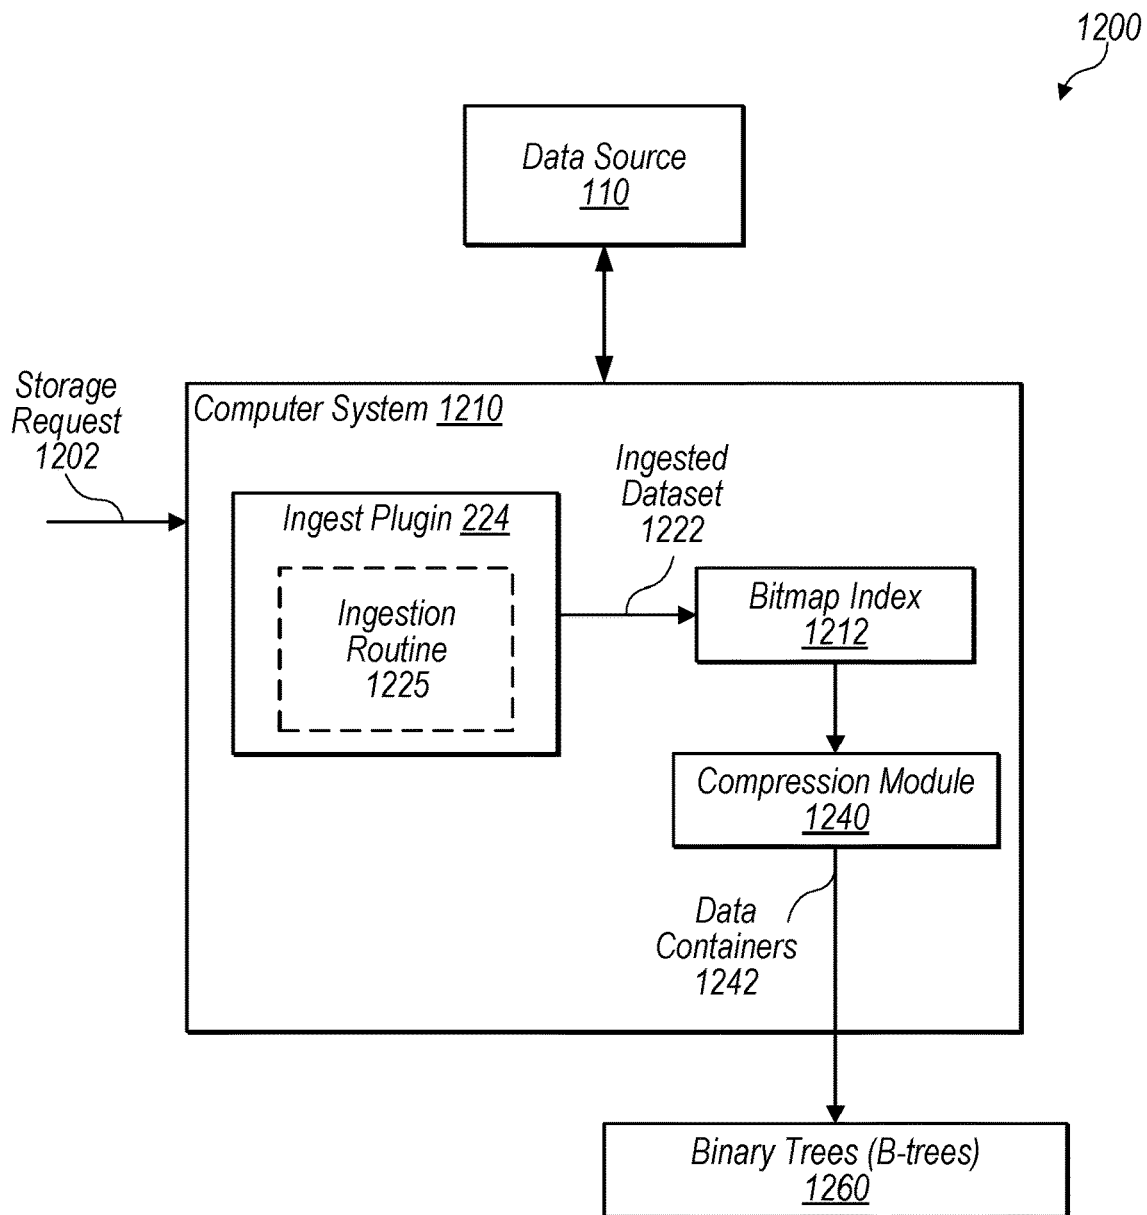 1200
Data Source
110
Storage
Request
1202
Computer System 1210
Ingested
Dataset
1222
Ingest Plugin 224
Ingestion
Routine
1225
Bitmap Index
1212
Compression Module
1240
Data
Containers
1242
Binary Trees (B-trees)
1260